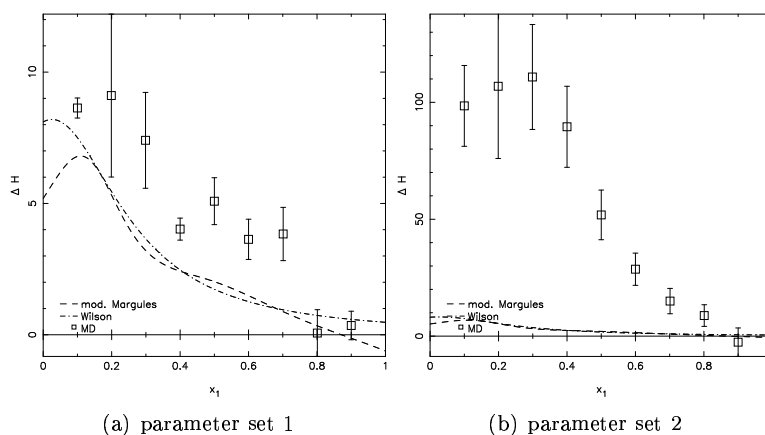 10
5
0
Δ H
mod. Margules
Wilson
MD
0
0.2
0.4
0.6
0.8
1
x1
(a) parameter set 1
100
50
0
Δ H
mod. Margules
Wilson
MD
0
0.2
0.4
0.6
0.8
x1
(b) parameter set 2